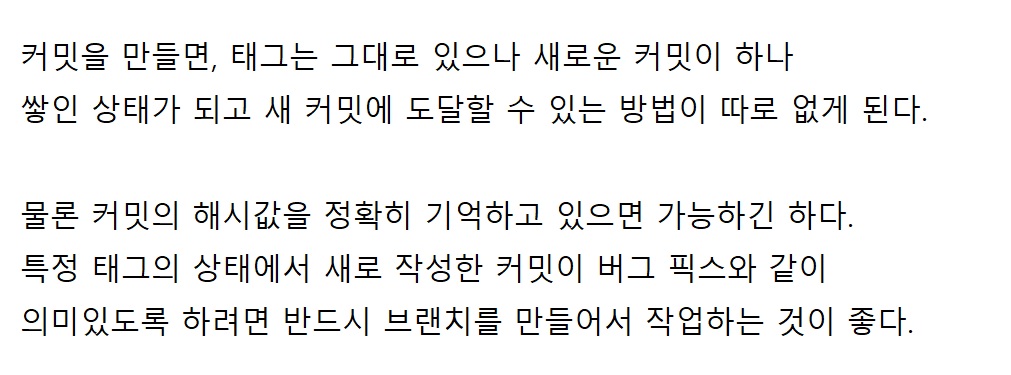 커밋을 만들면, 태그는 그대로 있으나 새로운 커밋이 하나
쌓인 상태가 되고 새 커밋에 도달할 수 있는 방법이 따로 없게 된다.
물론 커밋의 해시값을 정확히 기억하고 있으면 가능하긴 하다.
특정 태그의 상태에서 새로 작성한 커밋이 버그 픽스와 같이
의미있도록 하려면 반드시 브랜치를 만들어서 작업하는 것이 좋다.